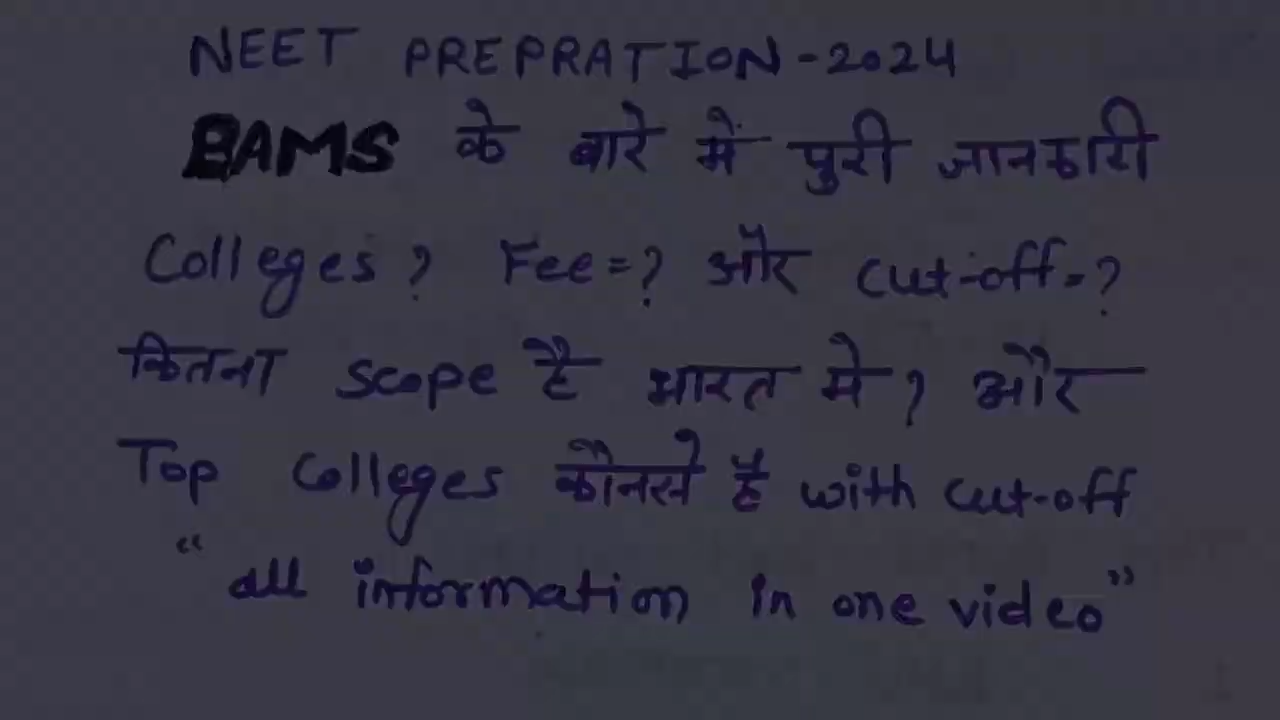 NEET PREPRATION-2024
BAMS के बारे में पुरी जानकारी
Colleges? Fee=? और cut-off=?
कितना scope है भारत मे? और
Top Colleges कौनसे है with cut-off
“all information in one video”